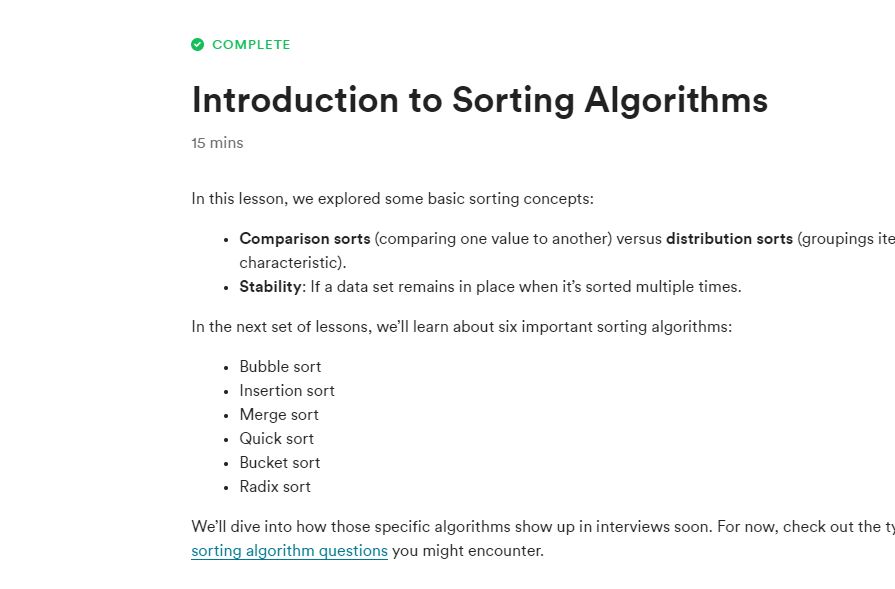 COMPLETE
Introduction to Sorting Algorithms
15 mins
In this lesson, we explored some basic sorting concepts:
• Comparison sorts (comparing one value to another) versus distribution sorts (groupings
characteristic).
• Stability: If a data set remains in place when it’s sorted multiple times.
In the next set of lessons, we’ll learn about six important sorting algorithms:
• Bubble sort
• Insertion sort
• Merge sort
• Quick sort
• Bucket sort
• Radix sort
We’ll dive into how those specific algorithms show up in interviews soon. For now, check out the
sorting algorithm questions you might encounter.